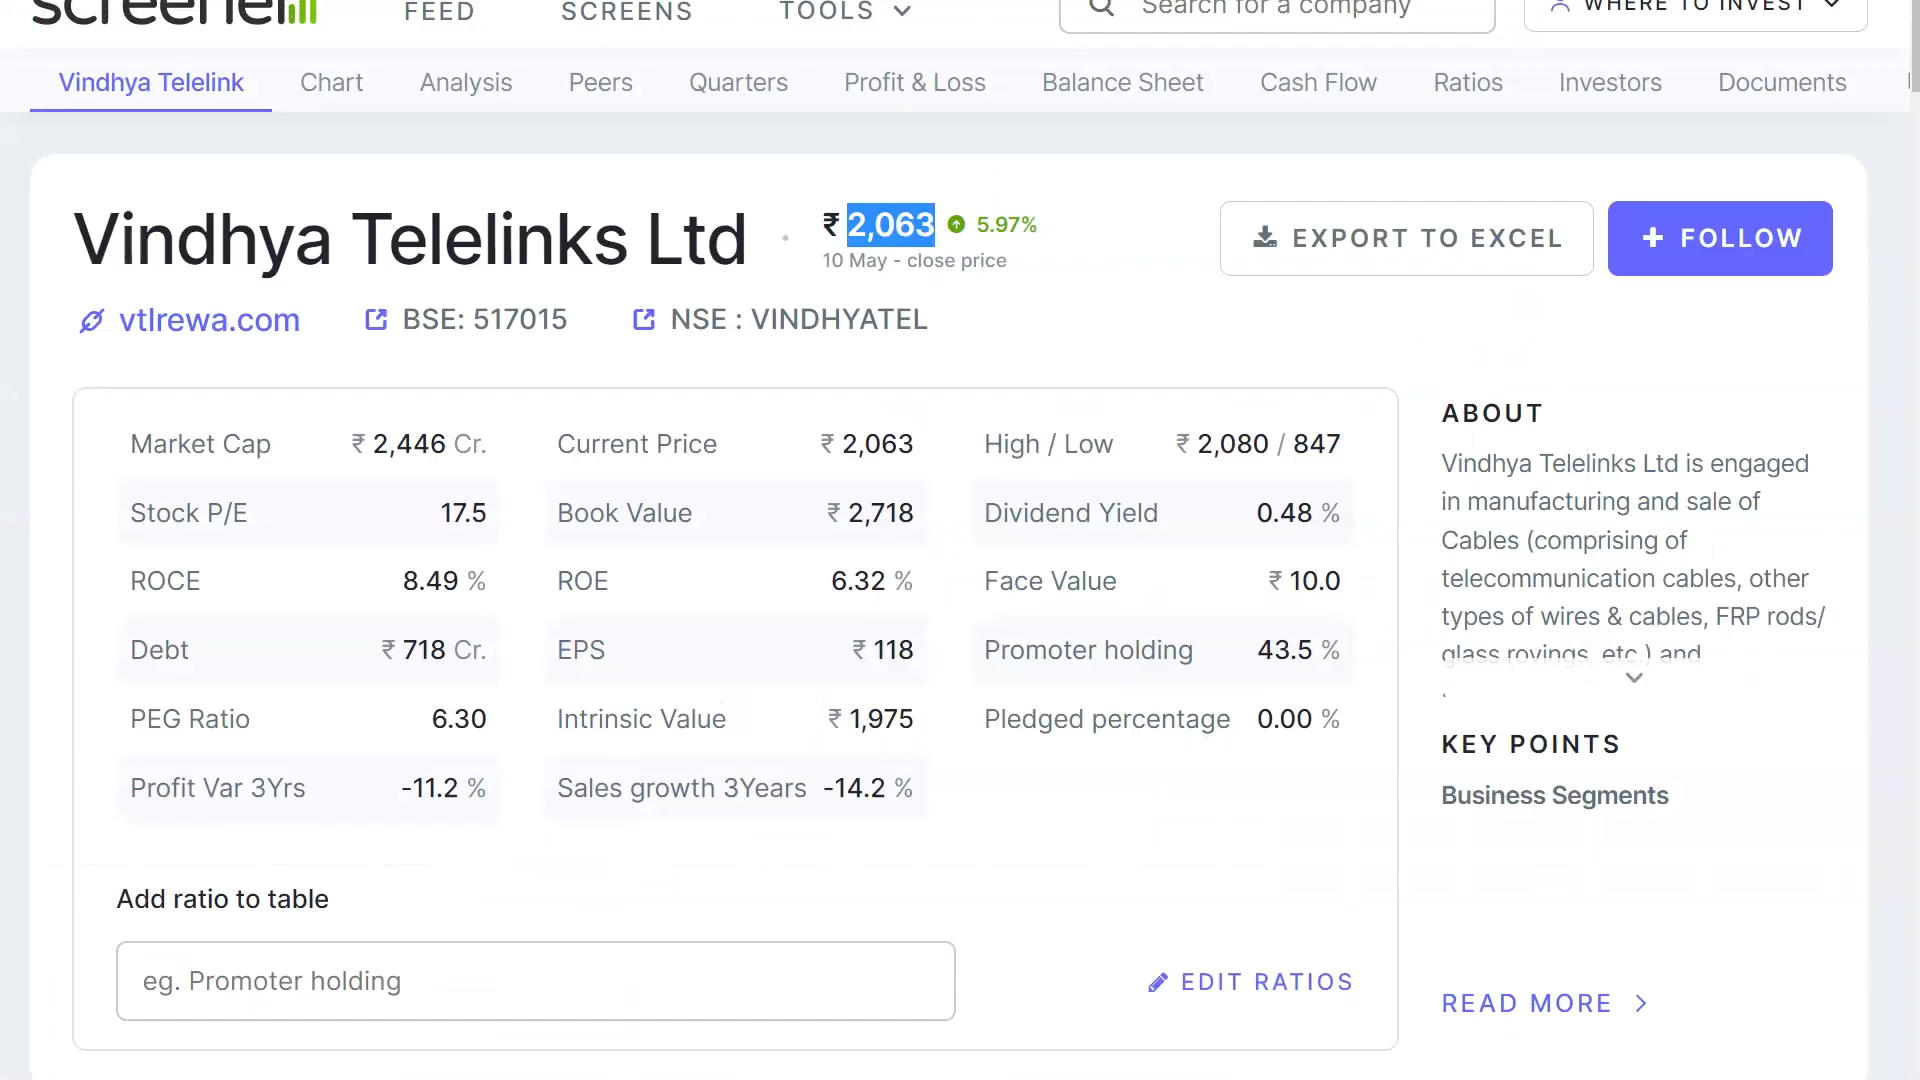 screener
FEED
SCREENS
TOOLS
Search for a company
WHERE TO INVEST
Vindhya Telelink
Chart
Analysis
Peers
Quarters
Profit & Loss
Balance Sheet
Cash Flow
Ratios
Investors
Documents
Vindhya Telelinks Ltd
₹ 2,063 5.97%
10 May - close price
EXPORT TO EXCEL
+ FOLLOW
vtlrewa.com
BSE: 517015
NSE : VINDHYATEL
Market Cap ₹ 2,446 Cr.
Current Price ₹ 2,063
High / Low ₹ 2,080 / 847
Stock P/E 17.5
Book Value ₹ 2,718
Dividend Yield 0.48 %
ROCE 8.49 %
ROE 6.32 %
Face Value ₹ 10.0
Debt ₹ 718 Cr.
EPS ₹ 118
Promoter holding 43.5 %
PEG Ratio 6.30
Intrinsic Value ₹ 1,975
Pledged percentage 0.00 %
Profit Var 3Yrs -11.2 %
Sales growth 3Years -14.2 %
Add ratio to table
eg. Promoter holding
EDIT RATIOS
ABOUT
Vindhya Telelinks Ltd is engaged
in manufacturing and sale of
Cables (comprising of
telecommunication cables, other
types of wires & cables, FRP rods/
glass rovings, etc.) and
KEY POINTS
Business Segments
READ MORE